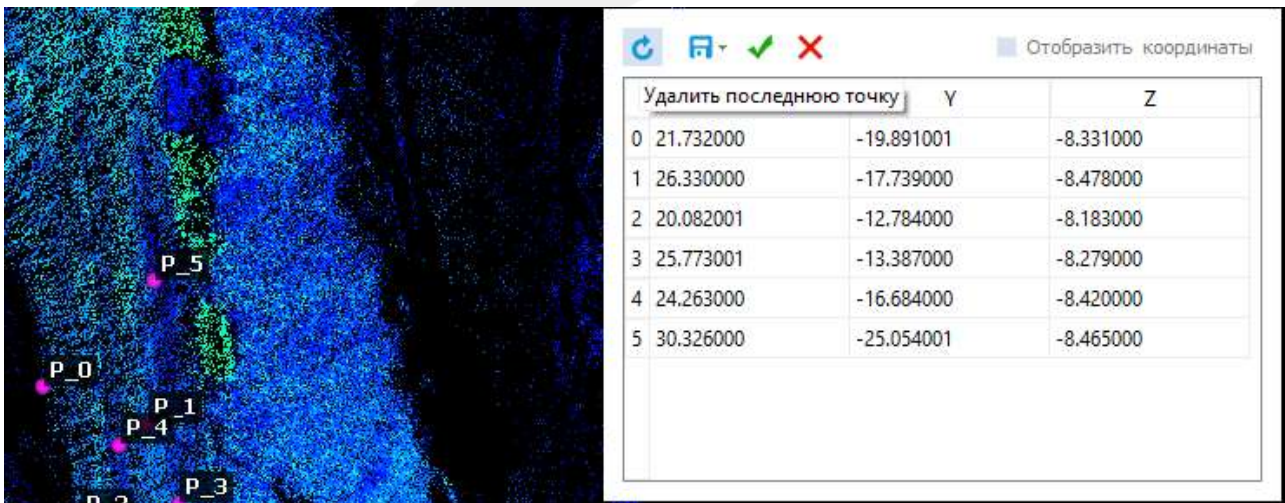 Отобразить координаты
Удалить последнюю точку Y Z
0 21.732000 -19.891001 -8.331000
1 26.330000 -17.739000 -8.478000
2 20.082001 -12.784000 -8.183000
3 25.773001 -13.387000 -8.279000
4 24.263000 -16.684000 -8.420000
5 30.326000 -25.054001 -8.465000
P_5
P_0
P_1
P_4
P_3